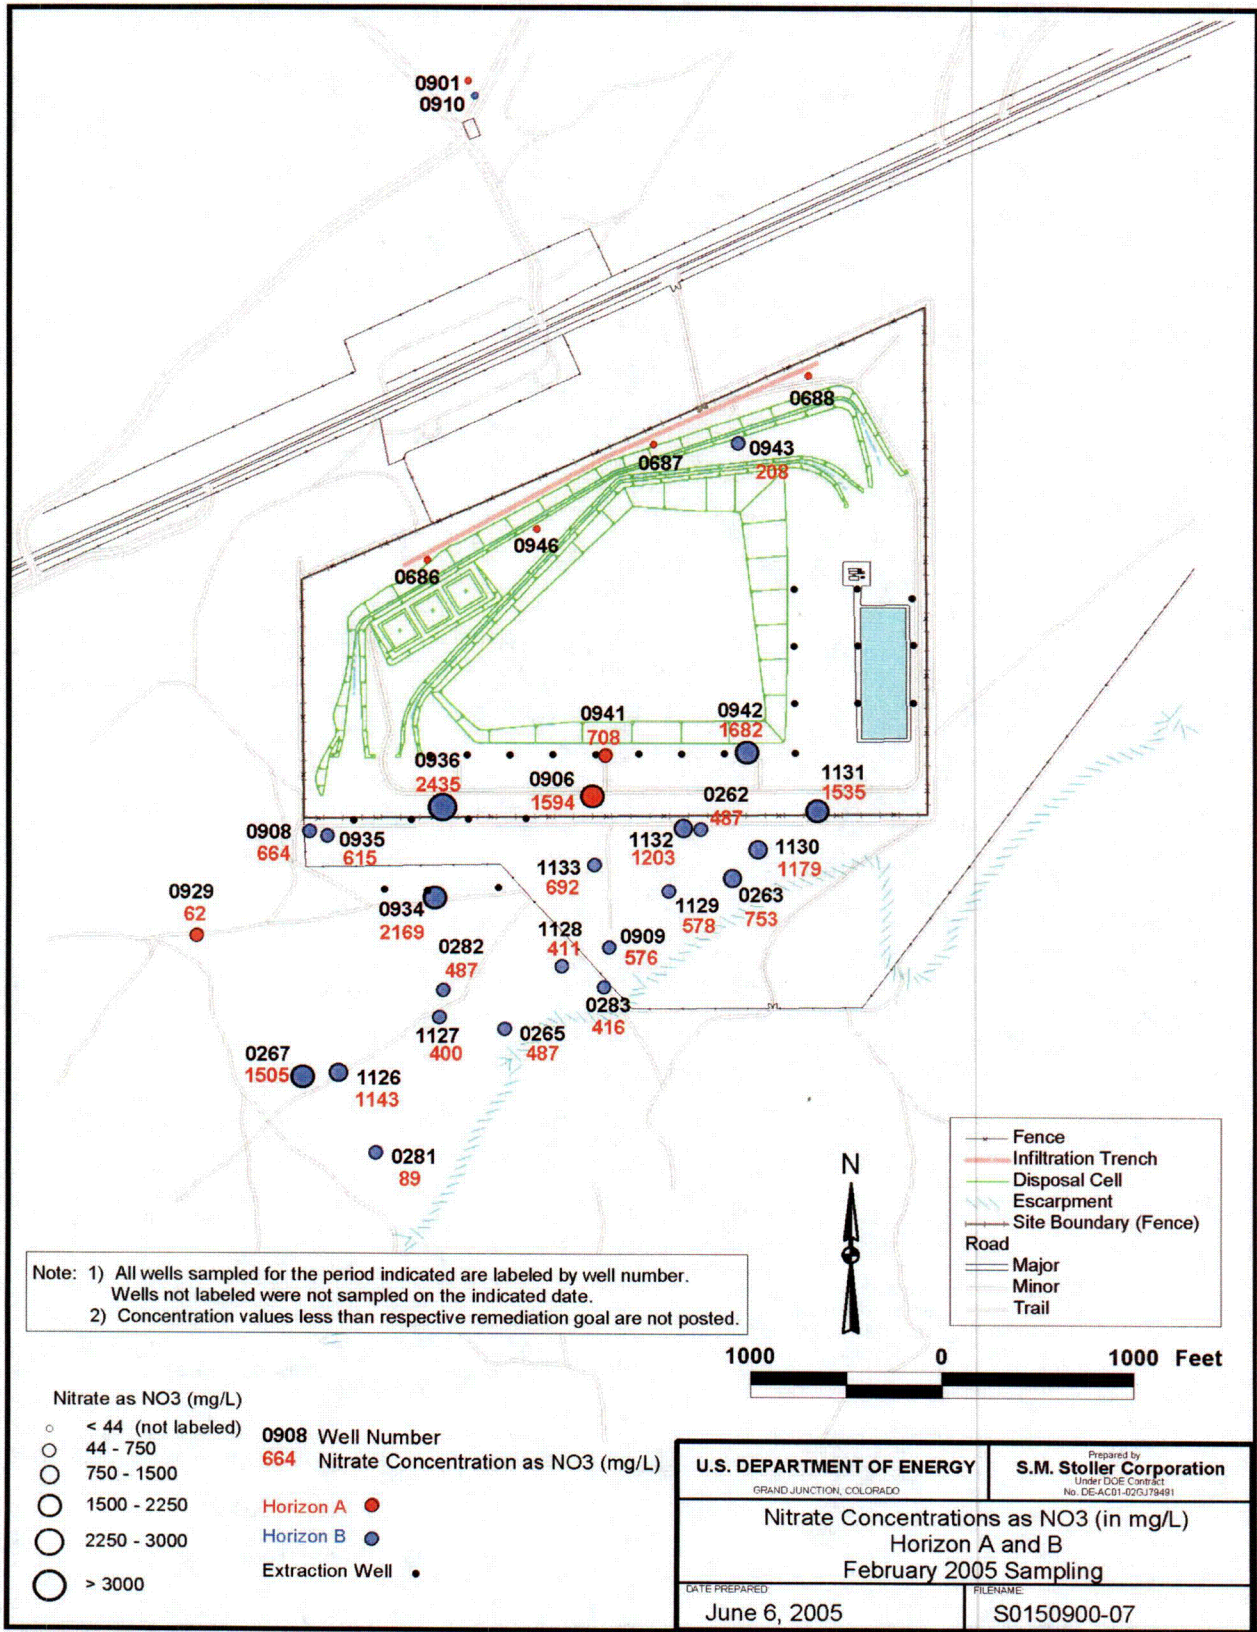 0901
0910
0688
0943
208
0687
0946
0686
0941
708
0942
1682
0936
2435
0906
1594
1131
1535
0262
487
0908
664
0935
615
1132
1203
1130
1179
1133
692
0929
62
0934
2169
1129
578
0263
753
1128
411
0909
576
0282
487
0283
416
1127
400
0265
487
0267
1505
1126
1143
0281
89
N
Fence
Infiltration Trench
Disposal Cell
Escarpment
Site Boundary (Fence)
Road
Major
Minor
Trail
Note: 1) All wells sampled for the period indicated are labeled by well number.
Wells not labeled were not sampled on the indicated date.
2) Concentration values less than respective remediation goal are not posted.
1000 0 1000 Feet
Nitrate as NO3 (mg/L)
< 44 (not labeled)
44 - 750
750 - 1500
1500 - 2250
2250 - 3000
> 3000
0908 Well Number
664 Nitrate Concentration as NO3 (mg/L)
Horizon A
Horizon B
Extraction Well
U.S. DEPARTMENT OF ENERGY
GRAND JUNCTION, COLORADO
Prepared by
S.M. Stoller Corporation
Under DOE Contract
No. DE-AC01-02GJ79491
Nitrate Concentrations as NO3 (in mg/L)
Horizon A and B
February 2005 Sampling
DATE PREPARED:
June 6, 2005
FILENAME:
S0150900-07